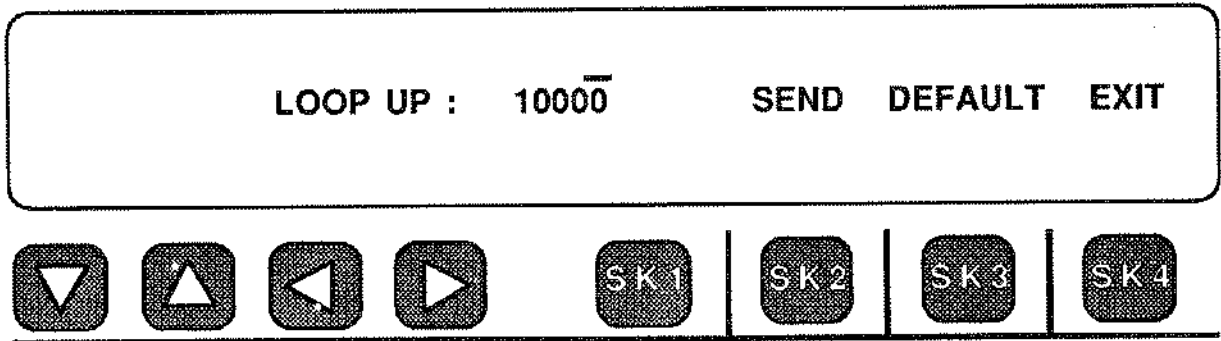 LOOP UP : 10000 SEND DEFAULT EXIT
SK1 SK2 SK3 SK4